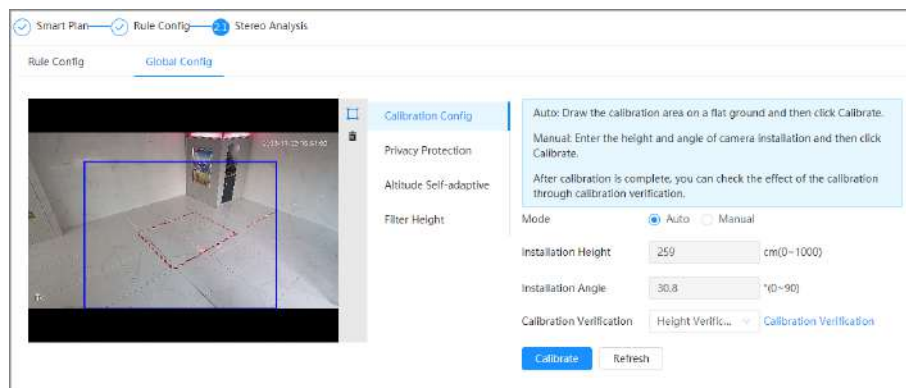 Smart Plan
Rule Config
2.1
Stereo Analysis
Rule Config
Global Config
Calibration Config
Privacy Protection
Altitude Self-adaptive
Filter Height
Auto: Draw the calibration area on a flat ground and then click Calibrate.
Manual: Enter the height and angle of camera installation and then click
Calibrate.
After calibration is complete, you can check the effect of the calibration
through calibration verification.
Mode
Auto
Manual
Installation Height
259
cm(0~1000)
Installation Angle
30.8
°(0~90)
Calibration Verification
Height Verific...
Calibration Verification
Calibrate
Refresh